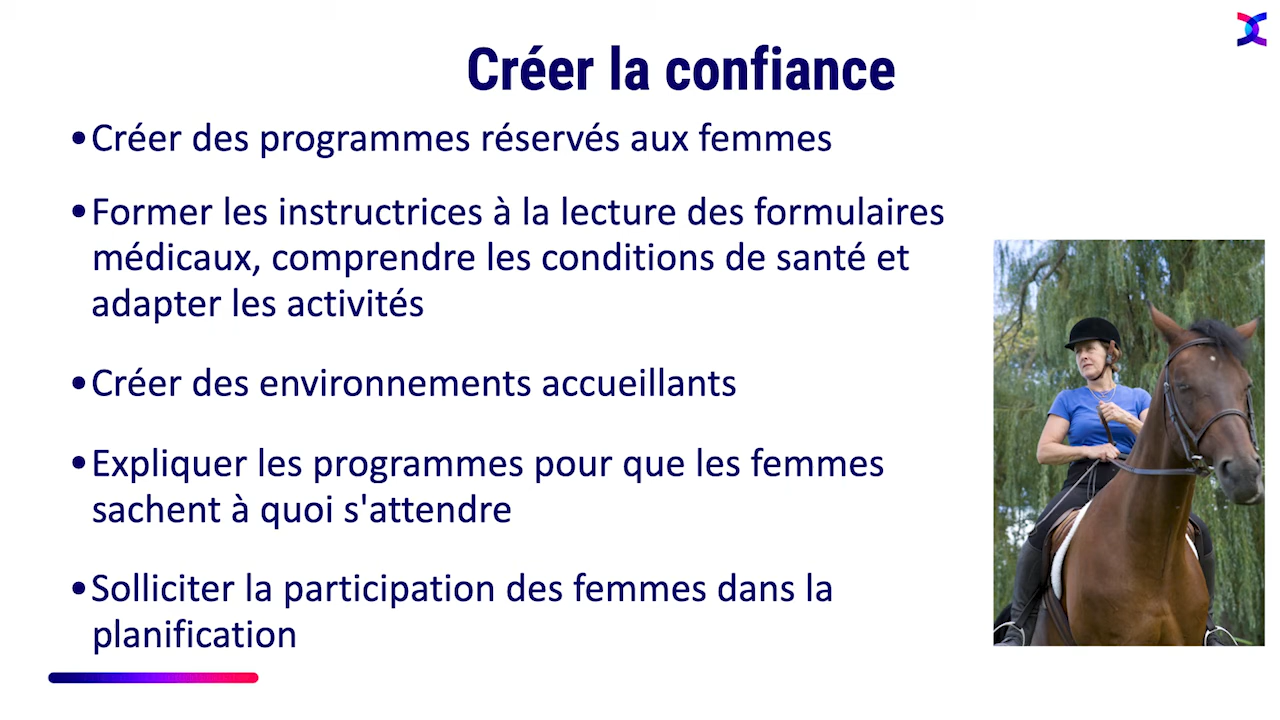 Créer la confiance
•Créer des programmes réservés aux femmes
•Former les instructrices à la lecture des formulaires
médicaux, comprendre les conditions de santé et
adapter les activités
•Créer des environnements accueillants
•Expliquer les programmes pour que les femmes
sachent à quoi s'attendre
•Solliciter la participation des femmes dans la
planification